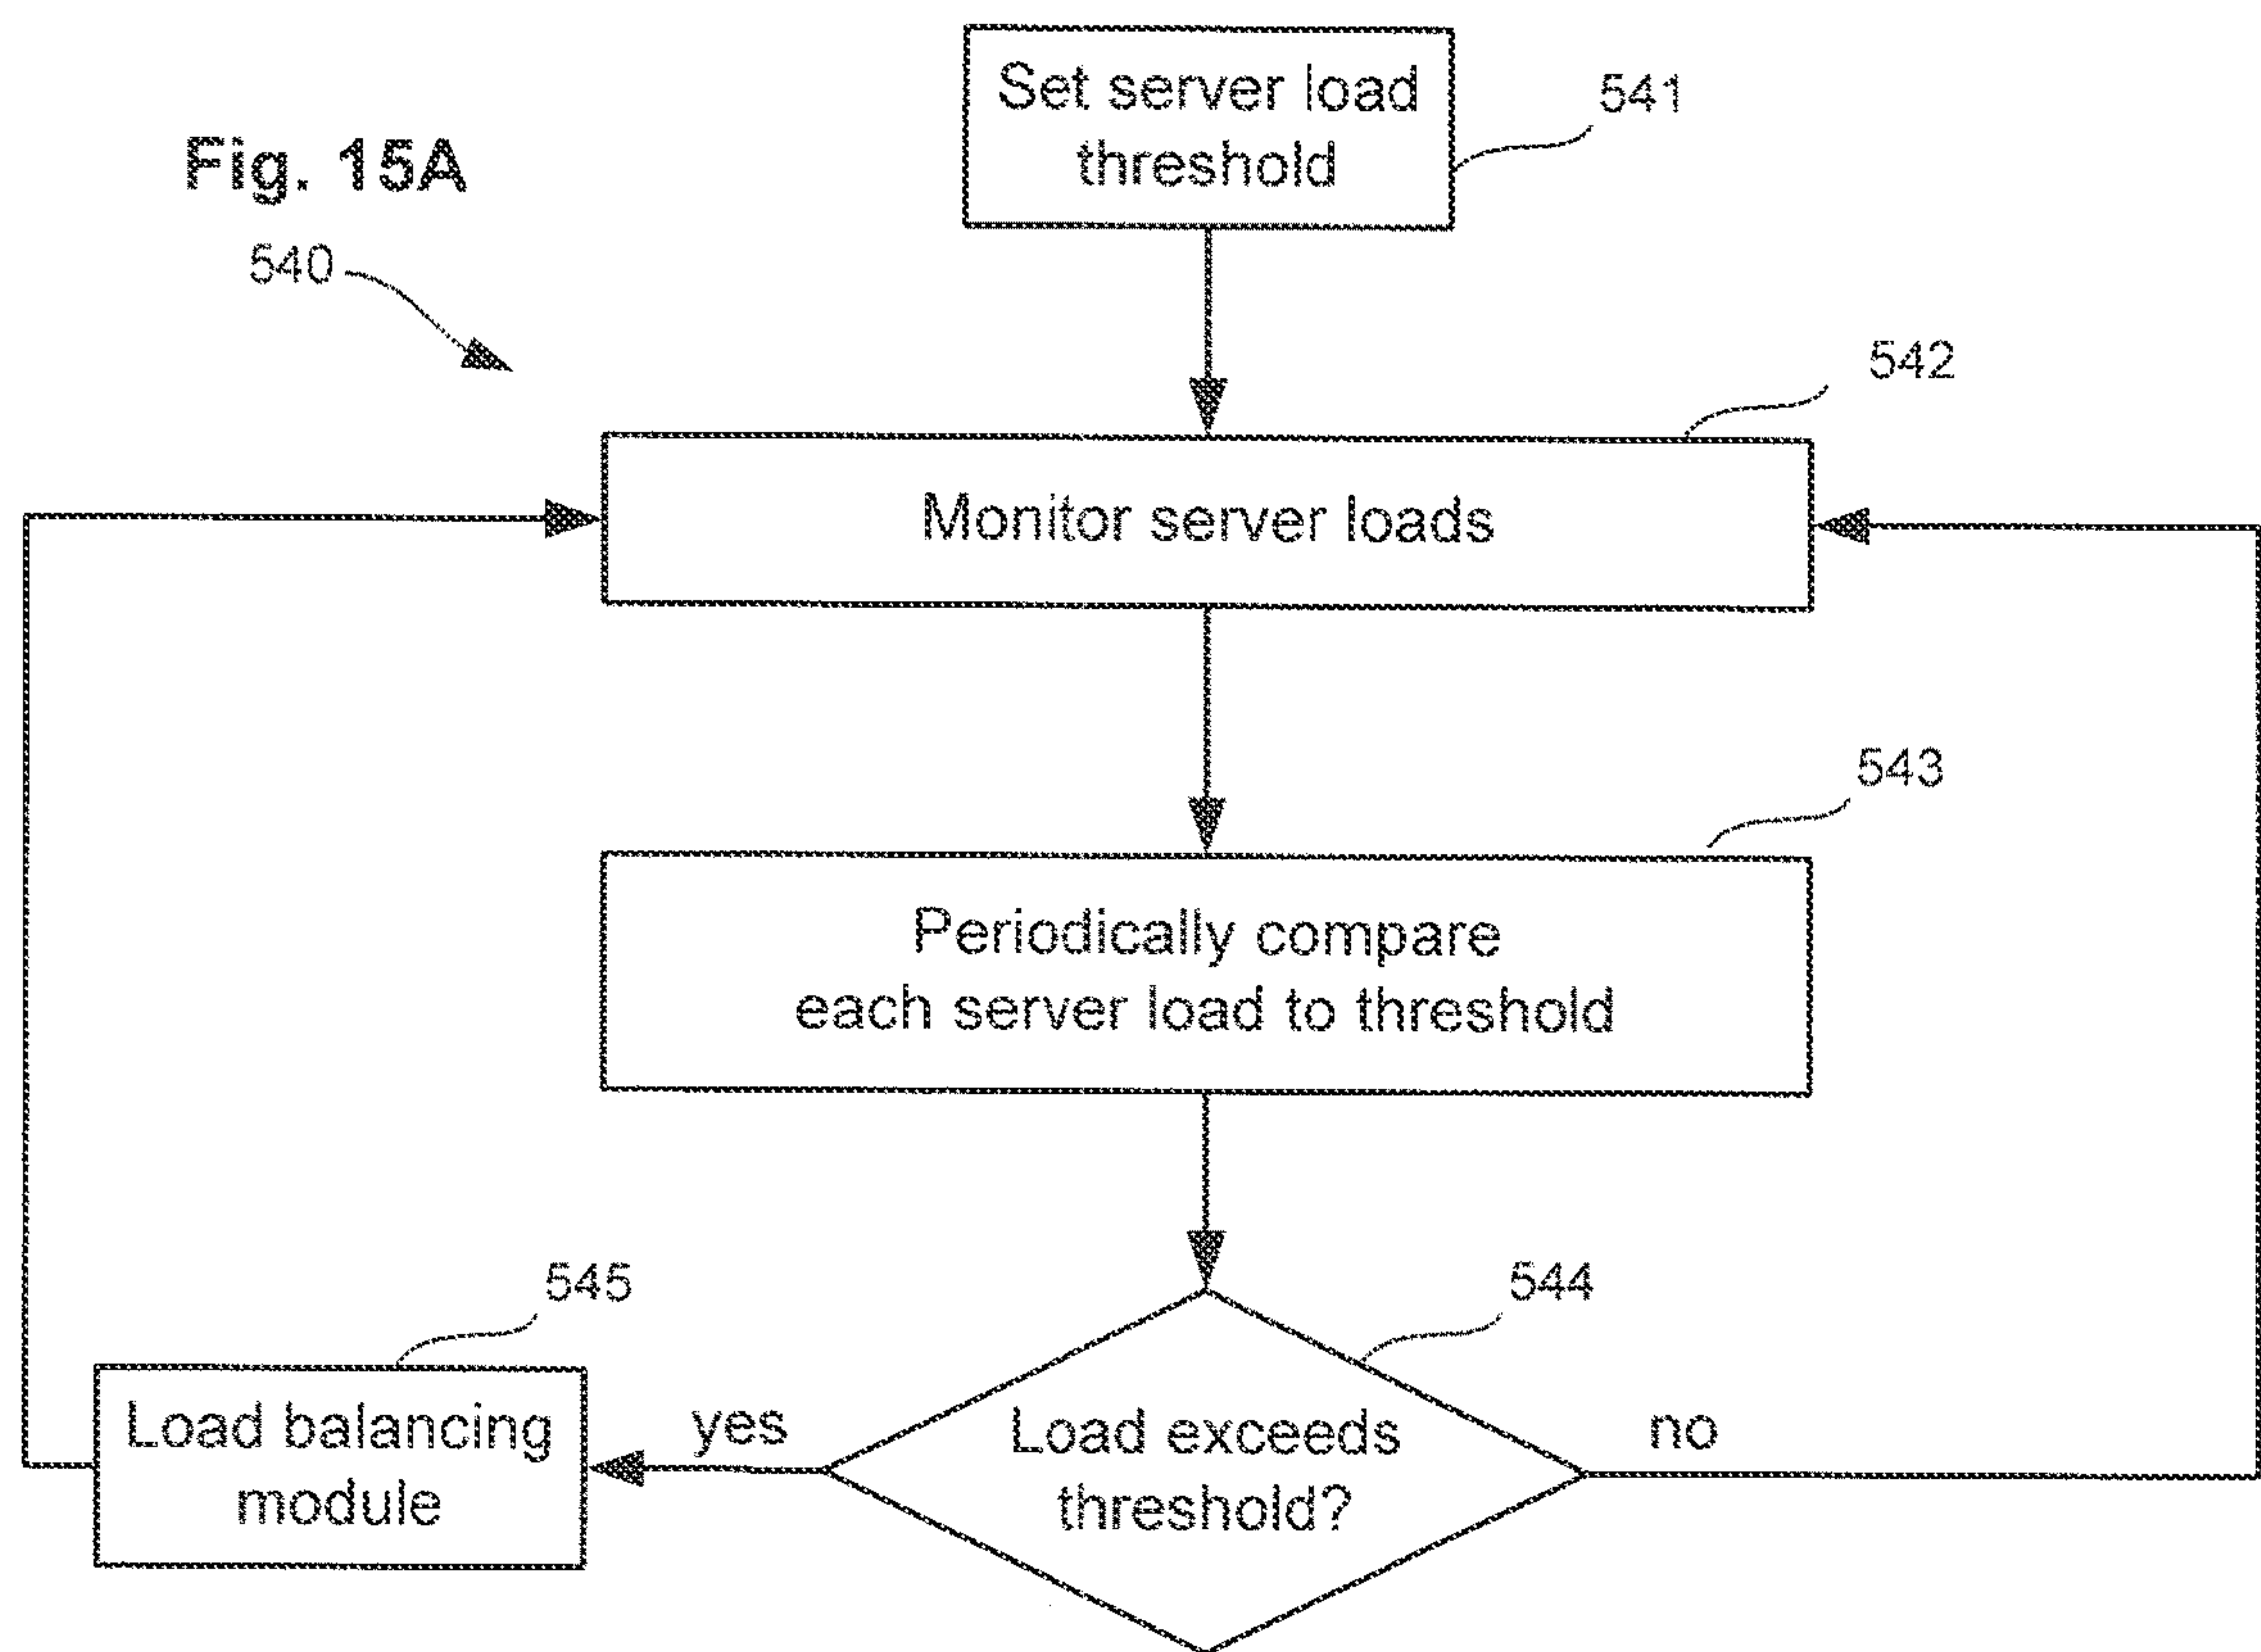 Set server load
threshold
541
Fig. 15A
540
542
Monitor server loads
543
Periodically compare
each server load to threshold
545
544
Load balancing
module
yes
Load exceeds
threshold?
no